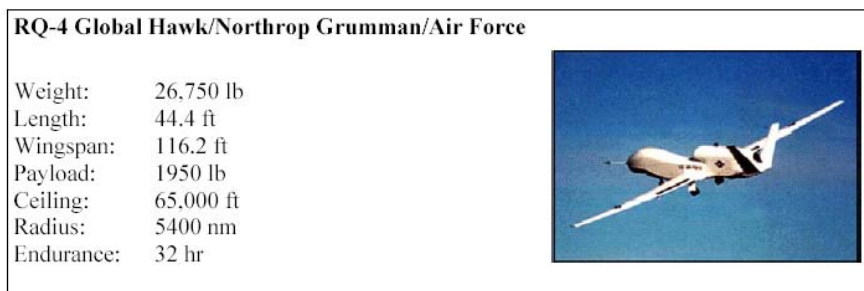 RQ-4 Global Hawk/Northrop Grumman/Air Force
Weight: 26,750 lb
Length: 44.4 ft
Wingspan: 116.2 ft
Payload: 1950 lb
Ceiling: 65,000 ft
Radius: 5400 nm
Endurance: 32 hr